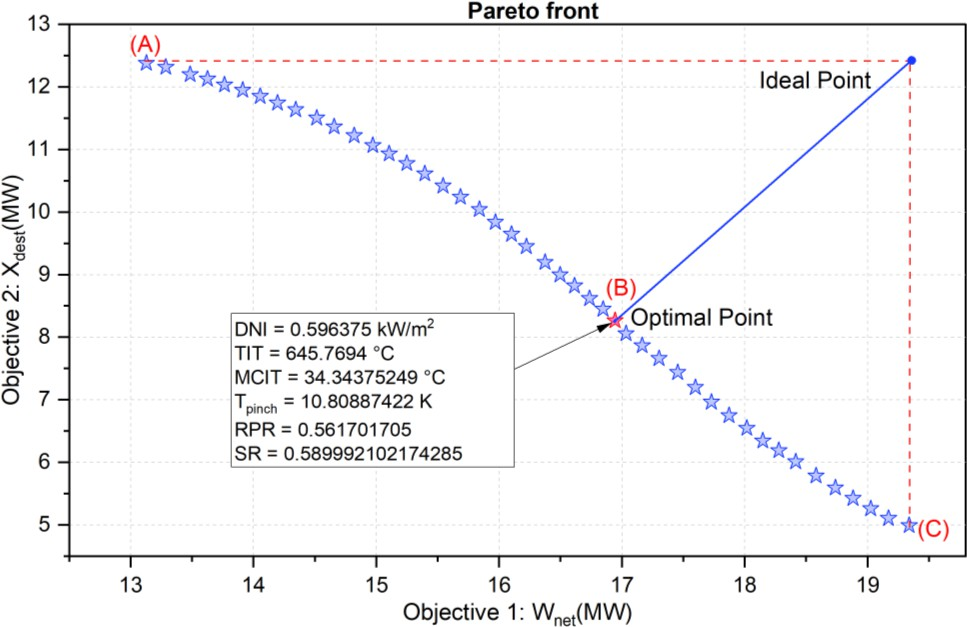 Pareto front
13
12
11
10
9
8
7
6
5
Objective 2: Xdest(MW)
(A)
Ideal Point
(B)
Optimal Point
DNI = 0.596375 kW/m²
TIT = 645.7694 °C
MCIT = 34.34375249 °C
Tpinch = 10.80887422 K
RPR = 0.561701705
SR = 0.589992102174285
(C)
13 14 15 16 17 18 19
Objective 1: Wnet(MW)